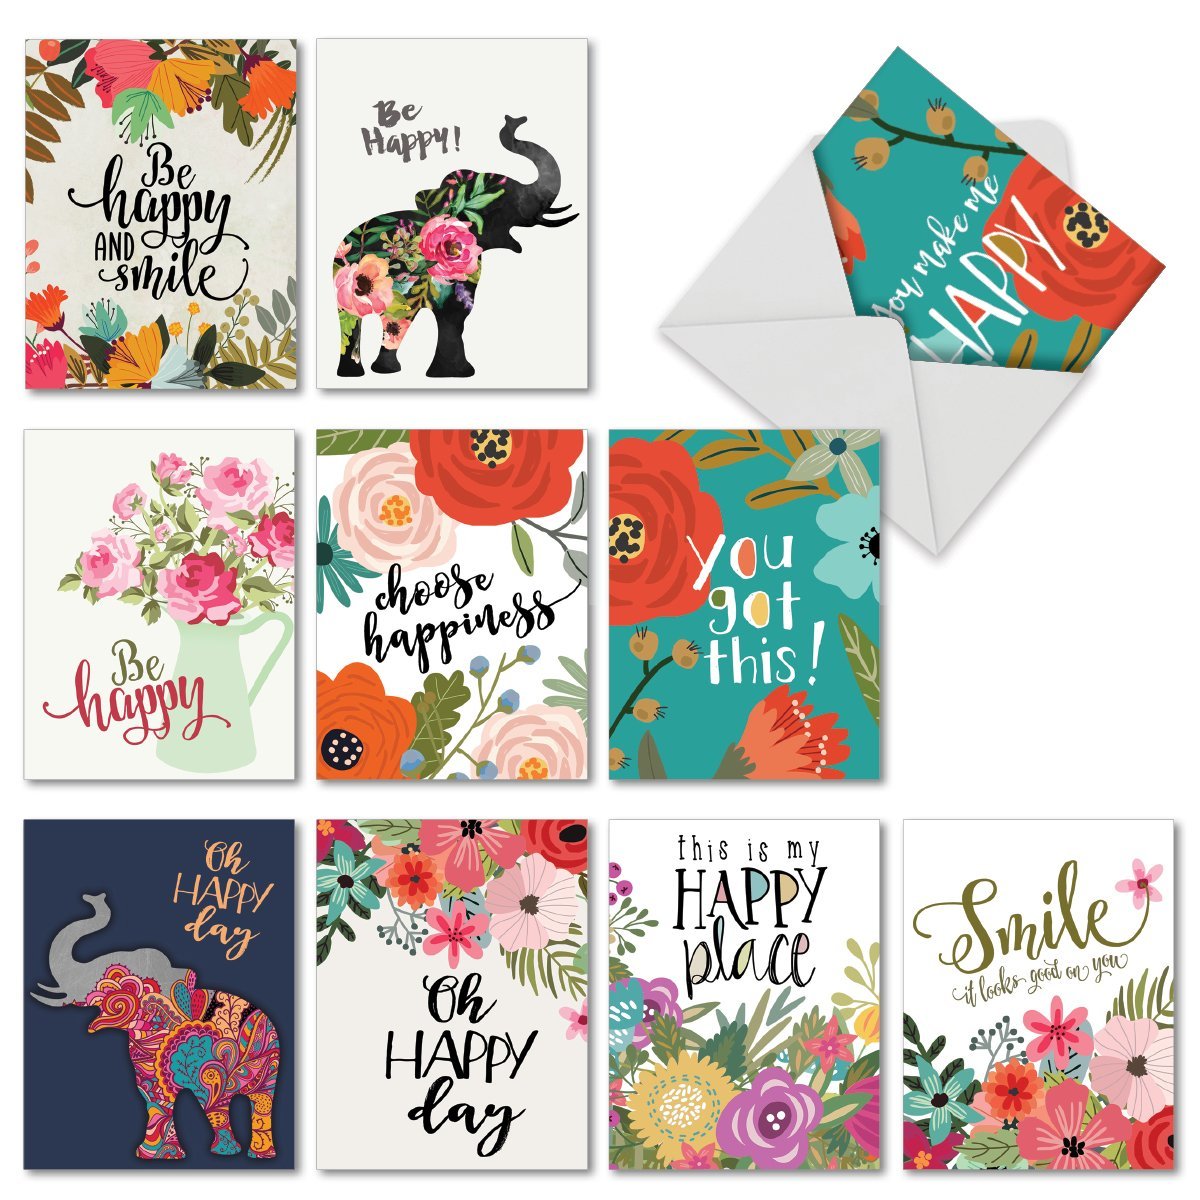 Be
happy
AND
smile
Be
Happy!
you make me
HAPPY
Be
happy
choose
happiness
you
got
this!
Oh
HAPPY
day
Oh
HAPPY
day
this is my
HAPPY
place
Smile
it looks good on you